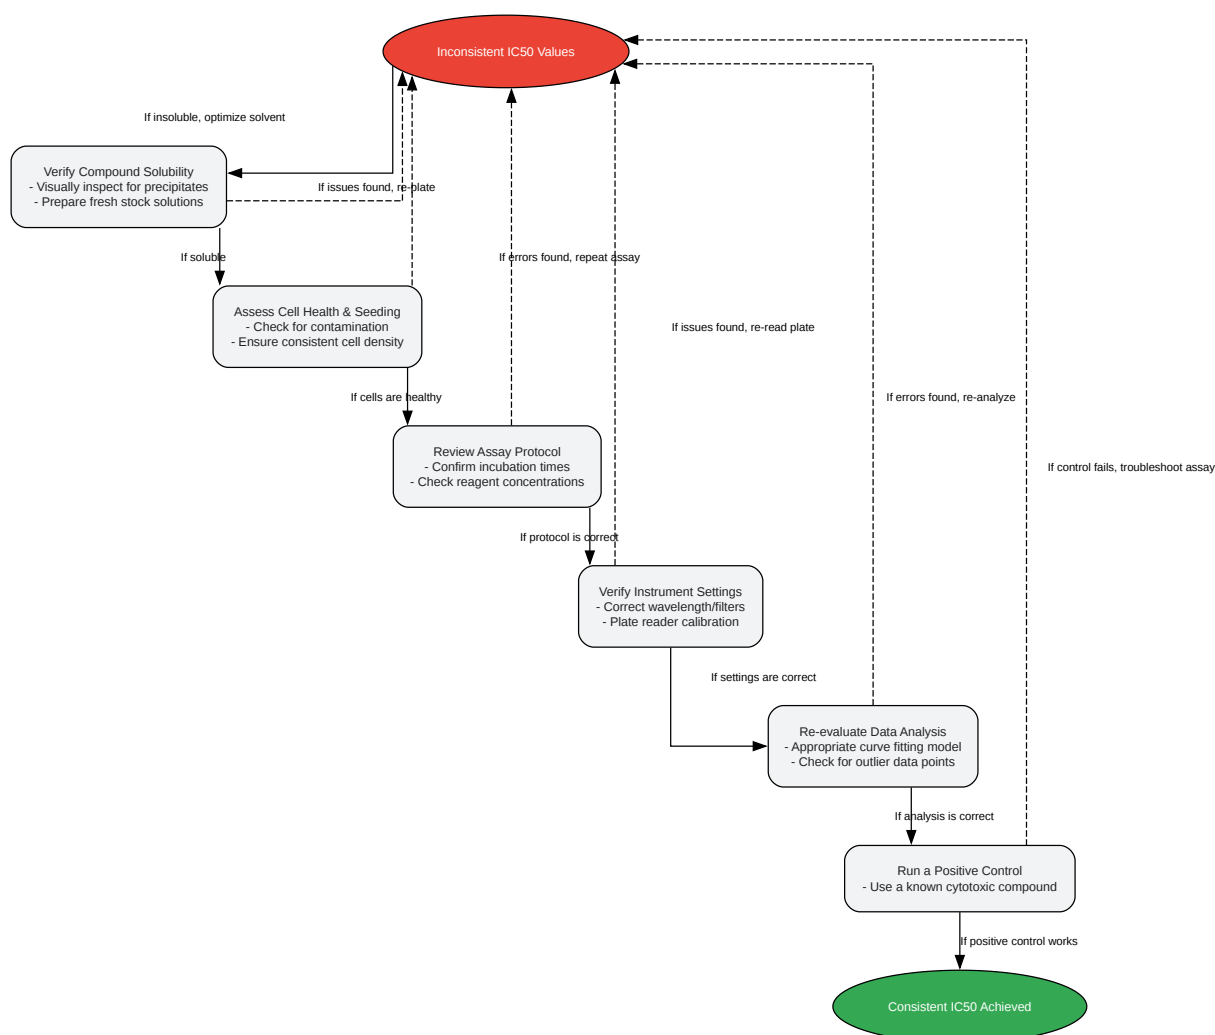 Inconsistent IC50 Values
If insoluble, optimize solvent
Verify Compound Solubility
- Visually inspect for precipitates
- Prepare fresh stock solutions
If issues found, re-plate
If soluble
If errors found, repeat assay
Assess Cell Health & Seeding
- Check for contamination
- Ensure consistent cell density
If issues found, re-read plate
If cells are healthy
If errors found, re-analyze
Review Assay Protocol
- Confirm incubation times
- Check reagent concentrations
If control fails, troubleshoot assay
If protocol is correct
Verify Instrument Settings
- Correct wavelength/filters
- Plate reader calibration
If settings are correct
Re-evaluate Data Analysis
- Appropriate curve fitting model
- Check for outlier data points
If analysis is correct
Run a Positive Control
- Use a known cytotoxic compound
If positive control works
Consistent IC50 Achieved